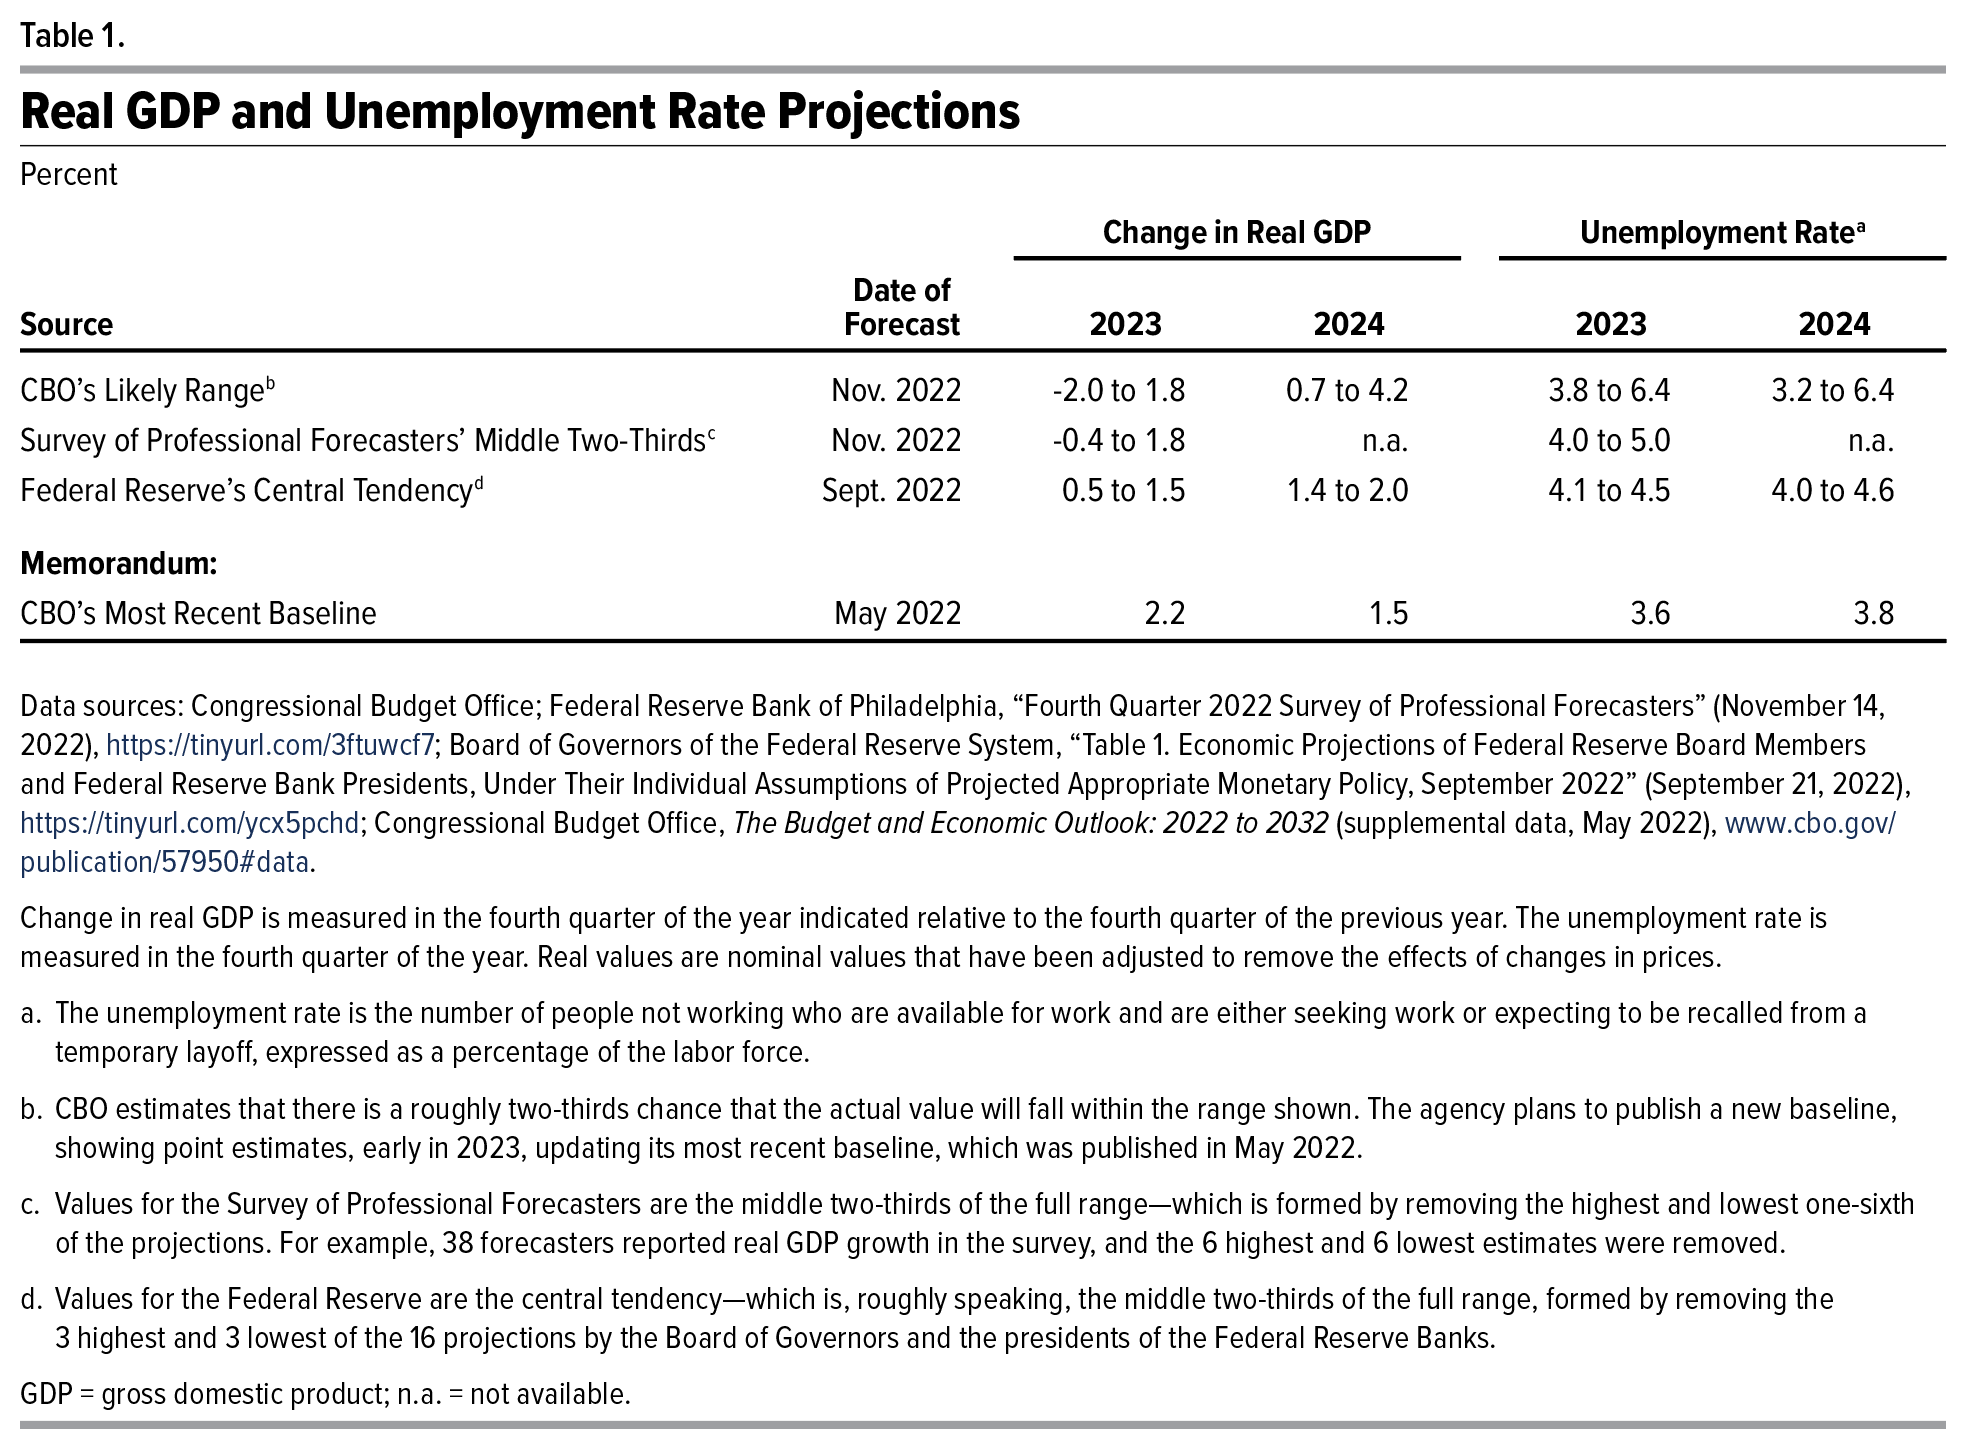 Table 1.
Real GDP and Unemployment Rate Projections
Percent
Change in Real GDP Unemployment Rateᵃ
Source Date of Forecast 2023 2024 2023 2024
CBO’s Likely Rangeᵇ Nov. 2022 -2.0 to 1.8 0.7 to 4.2 3.8 to 6.4 3.2 to 6.4
Survey of Professional Forecasters’ Middle Two-Thirdsᶜ Nov. 2022 -0.4 to 1.8 n.a. 4.0 to 5.0 n.a.
Federal Reserve’s Central Tendencyᵈ Sept. 2022 0.5 to 1.5 1.4 to 2.0 4.1 to 4.5 4.0 to 4.6
Memorandum:
CBO’s Most Recent Baseline May 2022 2.2 1.5 3.6 3.8
Data sources: Congressional Budget Office; Federal Reserve Bank of Philadelphia, “Fourth Quarter 2022 Survey of Professional Forecasters” (November 14,
2022), https://tinyurl.com/3ftuwcf7; Board of Governors of the Federal Reserve System, “Table 1. Economic Projections of Federal Reserve Board Members
and Federal Reserve Bank Presidents, Under Their Individual Assumptions of Projected Appropriate Monetary Policy, September 2022” (September 21, 2022),
https://tinyurl.com/ycx5pchd; Congressional Budget Office, The Budget and Economic Outlook: 2022 to 2032 (supplemental data, May 2022), www.cbo.gov/
publication/57950#data.
Change in real GDP is measured in the fourth quarter of the year indicated relative to the fourth quarter of the previous year. The unemployment rate is
measured in the fourth quarter of the year. Real values are nominal values that have been adjusted to remove the effects of changes in prices.
a. The unemployment rate is the number of people not working who are available for work and are either seeking work or expecting to be recalled from a
temporary layoff, expressed as a percentage of the labor force.
b. CBO estimates that there is a roughly two-thirds chance that the actual value will fall within the range shown. The agency plans to publish a new baseline,
showing point estimates, early in 2023, updating its most recent baseline, which was published in May 2022.
c. Values for the Survey of Professional Forecasters are the middle two-thirds of the full range—which is formed by removing the highest and lowest one-sixth
of the projections. For example, 38 forecasters reported real GDP growth in the survey, and the 6 highest and 6 lowest estimates were removed.
d. Values for the Federal Reserve are the central tendency—which is, roughly speaking, the middle two-thirds of the full range, formed by removing the
3 highest and 3 lowest of the 16 projections by the Board of Governors and the presidents of the Federal Reserve Banks.
GDP = gross domestic product; n.a. = not available.